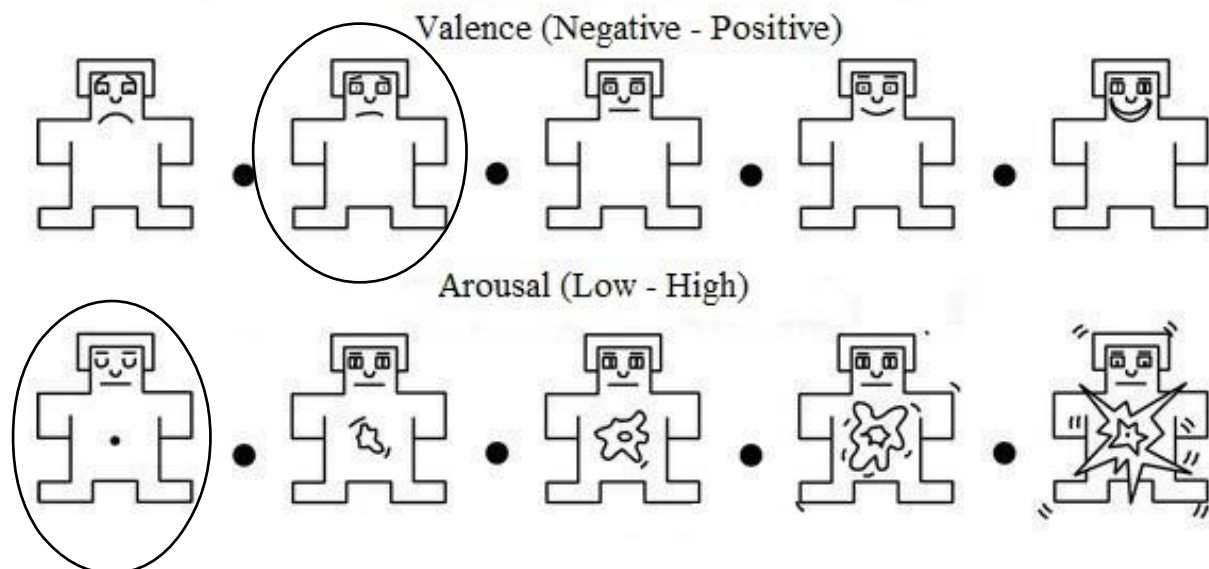 Valence (Negative - Positive)
Arousal (Low - High)